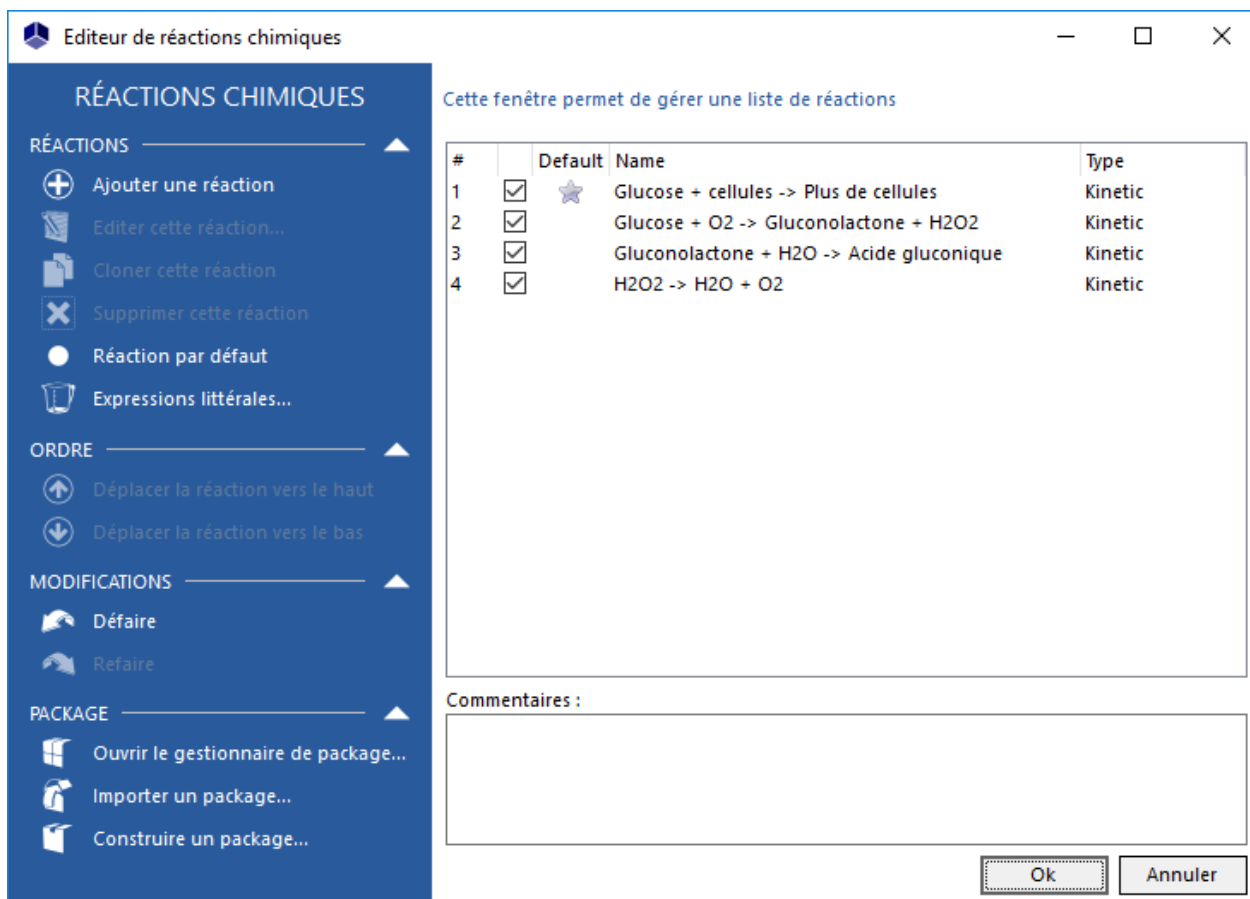 Editeur de réactions chimiques
RÉACTIONS CHIMIQUES
RÉACTIONS
Ajouter une réaction
Editer cette réaction...
Cloner cette réaction
Supprimer cette réaction
Réaction par défaut
Expressions littérales...
ORDRE
Déplacer la réaction vers le haut
Déplacer la réaction vers le bas
MODIFICATIONS
Défaire
Refaire
PACKAGE
Ouvrir le gestionnaire de package...
Importer un package...
Construire un package...
Cette fenêtre permet de gérer une liste de réactions
# Default Name Type
1 Glucose + cellules -> Plus de cellules Kinetic
2 Glucose + O2 -> Gluconolactone + H2O2 Kinetic
3 Gluconolactone + H2O -> Acide gluconique Kinetic
4 H2O2 -> H2O + O2 Kinetic
Commentaires :
Ok Annuler